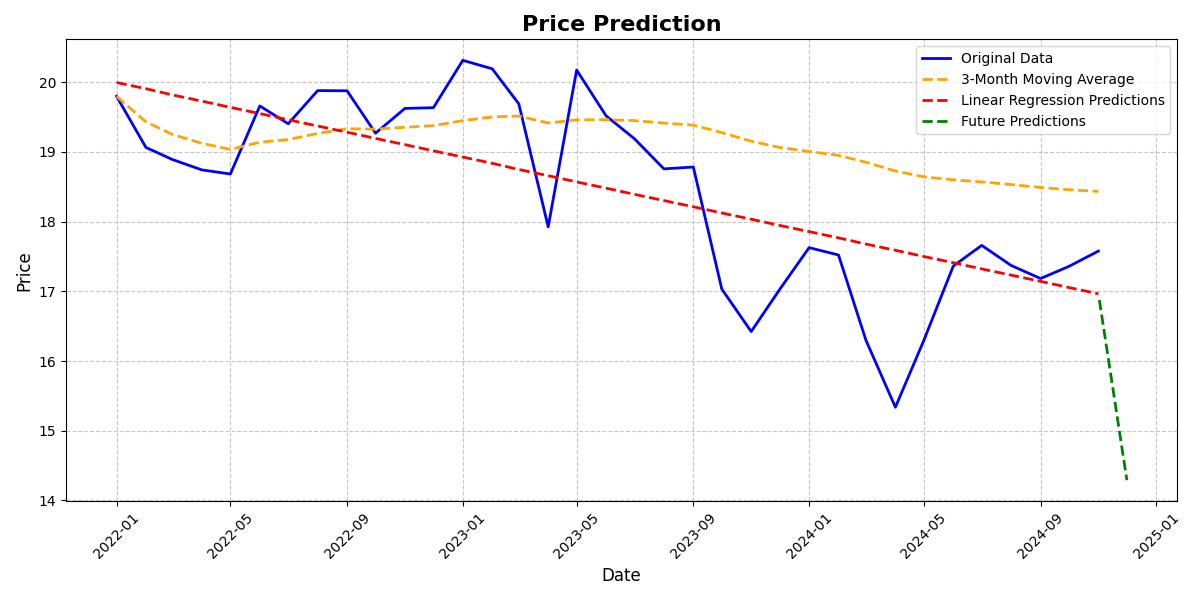 Price Prediction
Original Data
3-Month Moving Average
Linear Regression Predictions
Future Predictions
Price
20
19
18
17
16
15
14
2022-01
2022-05
2022-09
2023-01
2023-05
2023-09
2024-01
2024-05
2024-09
2025-01
Date